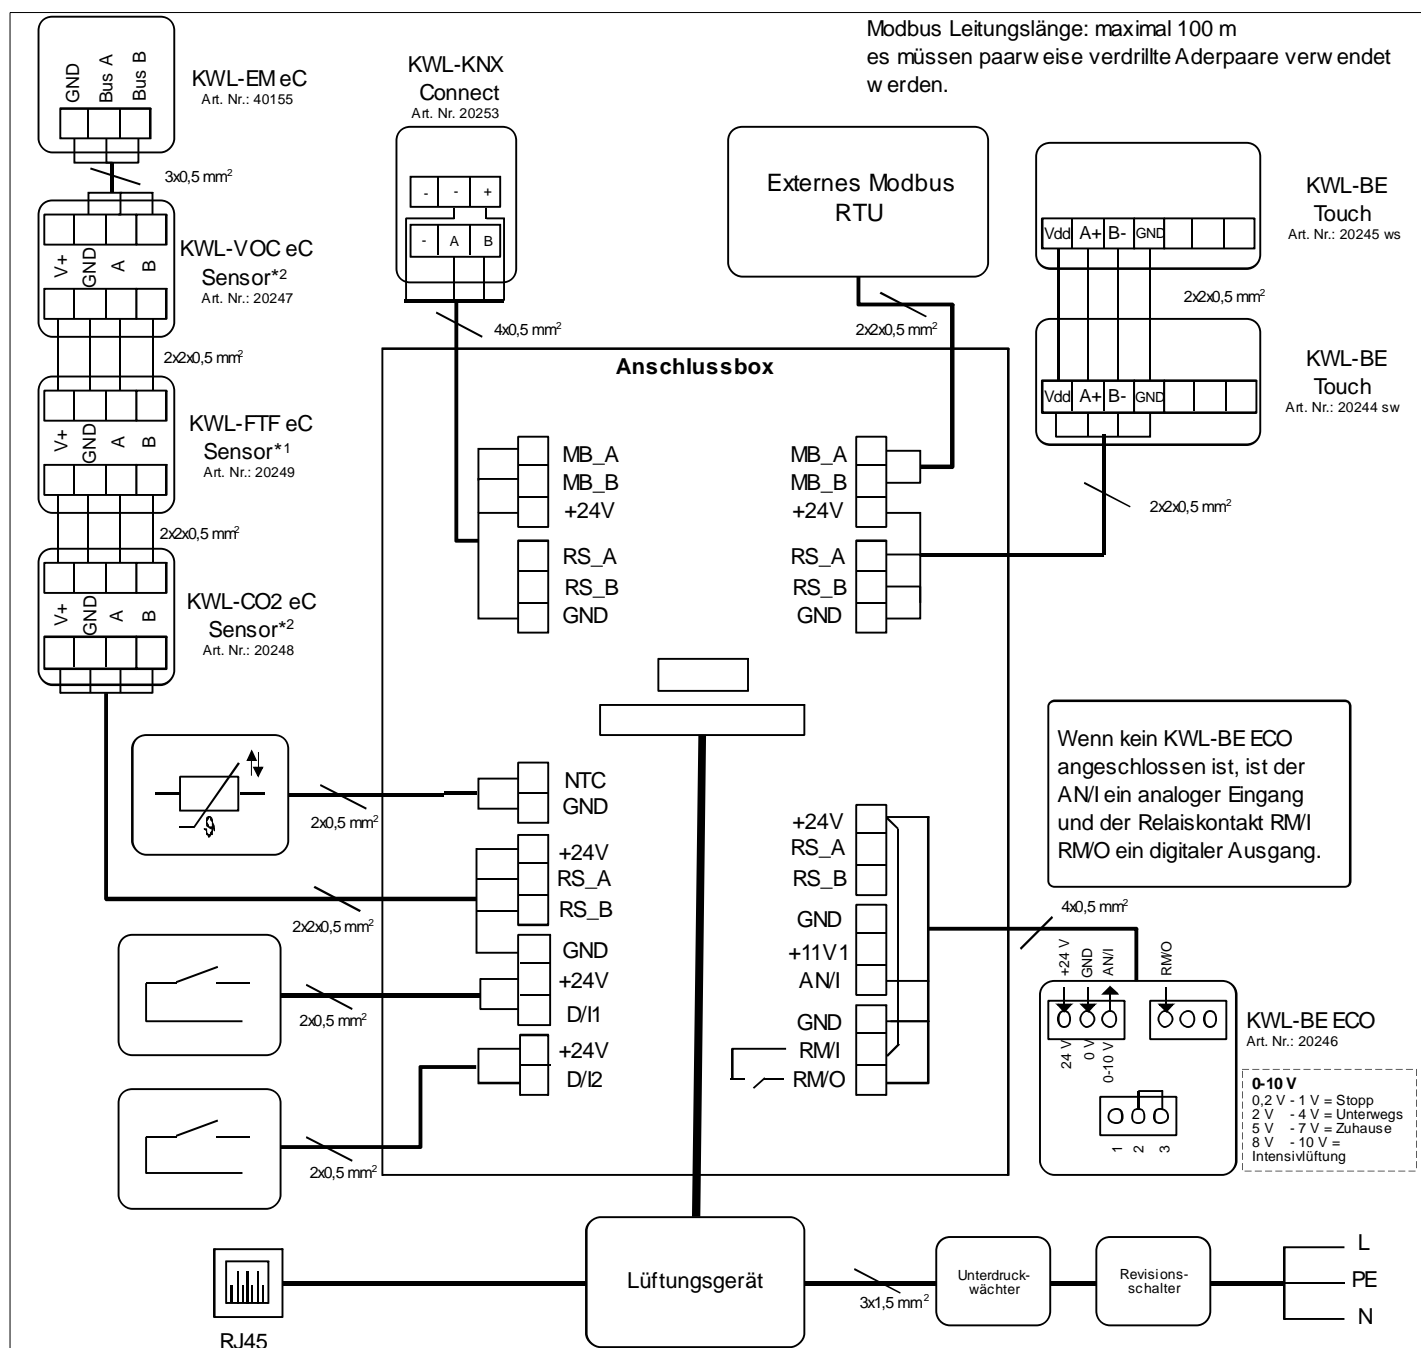 Modbus Leitungslänge: maximal 100 m
es müssen paarweise verdrillte Aderpaare verwendet
werden.
GND
Bus A
Bus B
KWL-EM eC
Art. Nr.: 40155
3x0,5 mm²
V+
GND
A
B
KWL-VOC eC
Sensor*²
Art. Nr.: 20247
2x2x0,5 mm²
V+
GND
A
B
KWL-FTF eC
Sensor*¹
Art. Nr.: 20249
2x2x0,5 mm²
V+
GND
A
B
KWL-CO2 eC
Sensor*²
Art. Nr.: 20248
KWL-KNX
Connect
Art. Nr. 20253
- - +
- A B
4x0,5 mm²
Externes Modbus
RTU
2x2x0,5 mm²
Vdd A+ B- GND
KWL-BE
Touch
Art. Nr.: 20245 ws
2x2x0,5 mm²
Vdd A+ B- GND
KWL-BE
Touch
Art. Nr.: 20244 sw
2x2x0,5 mm²
Anschlussbox
MB_A
MB_B
+24V
RS_A
RS_B
GND
MB_A
MB_B
+24V
RS_A
RS_B
GND
ϑ
2x0,5 mm²
NTC
GND
2x2x0,5 mm²
+24V
RS_A
RS_B
GND
2x0,5 mm²
+24V
D/I1
2x0,5 mm²
+24V
D/I2
+24V
RS_A
RS_B
GND
+11V1
AN/I
GND
RM/I
RM/O
Wenn kein KWL-BE ECO
angeschlossen ist, ist der
AN/I ein analoger Eingang
und der Relaiskontakt RM/I
RM/O ein digitaler Ausgang.
4x0,5 mm²
+24 V
GND
AN/I
RM/O
24 V
0 V
0-10 V
1
2
3
KWL-BE ECO
Art. Nr.: 20246
0-10 V
0,2 V - 1 V = Stopp
2 V - 4 V = Unterwegs
5 V - 7 V = Zuhause
8 V - 10 V =
Intensivlüftung
RJ45
Lüftungsgerät
3x1,5 mm²
Unterdruck-
wächter
Revisions-
schalter
L
PE
N